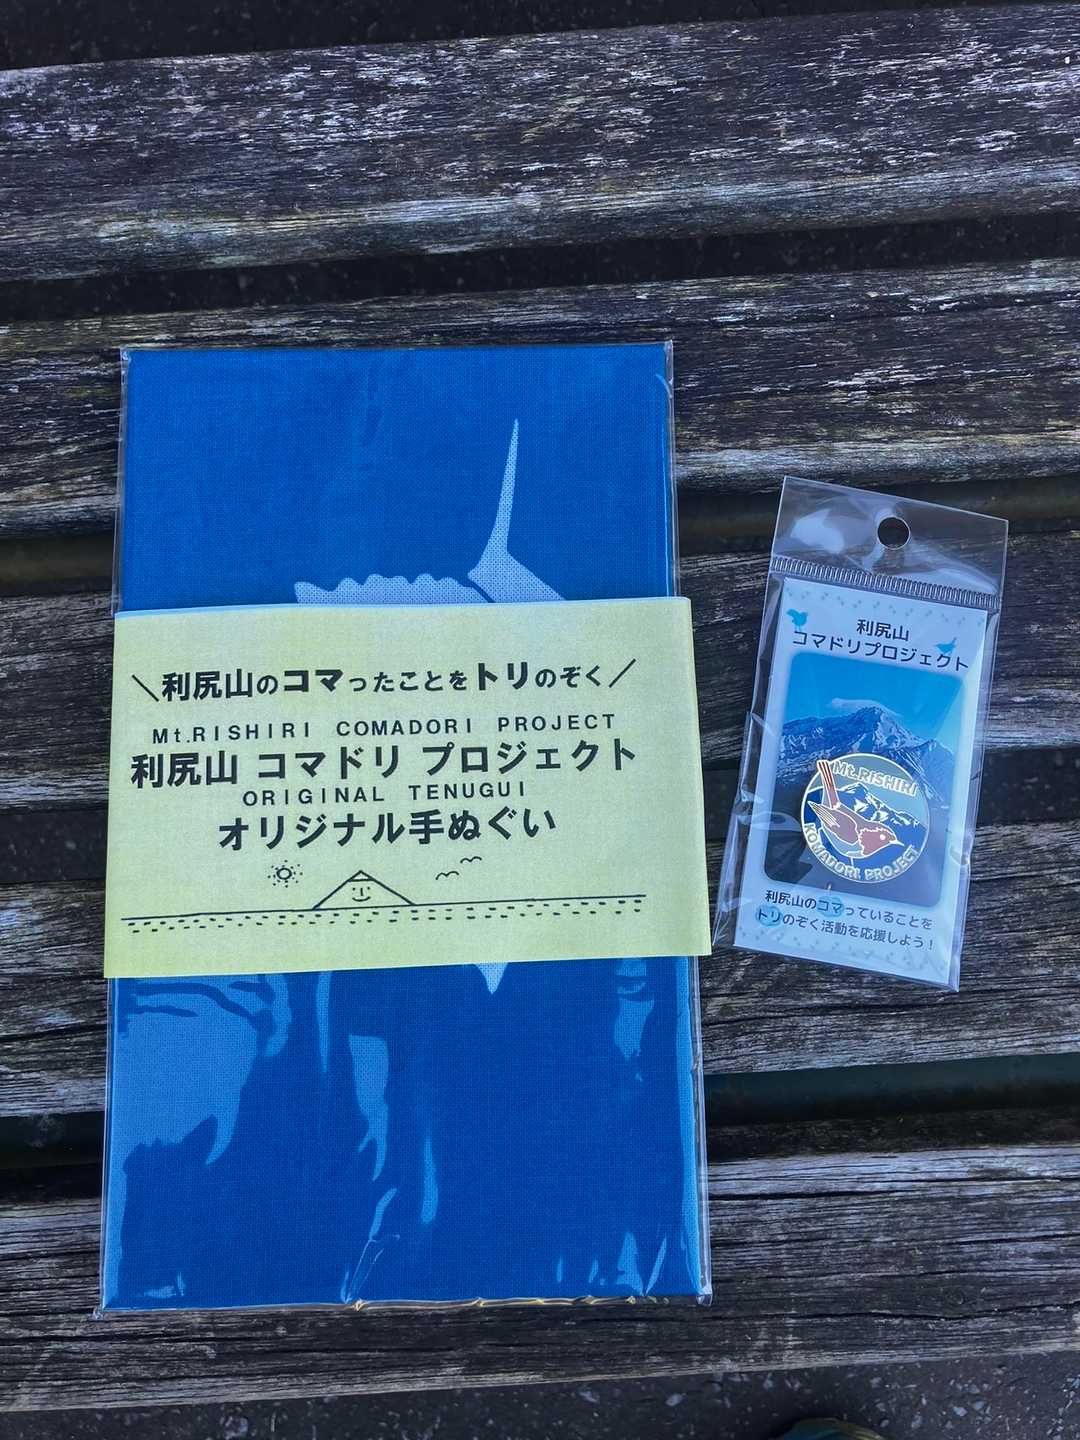 ＼利尻山のコマったことをトリのぞく／
Mt.RISHIRI COMADORI PROJECT
利尻山 コマドリ プロジェクト
ORIGINAL TENUGUI
オリジナル手ぬぐい
利尻山
コマドリプロジェクト
Mt.RISHIRI
KOMADORI PROJECT
利尻山のコマっていることを
トリのぞく活動を応援しよう！